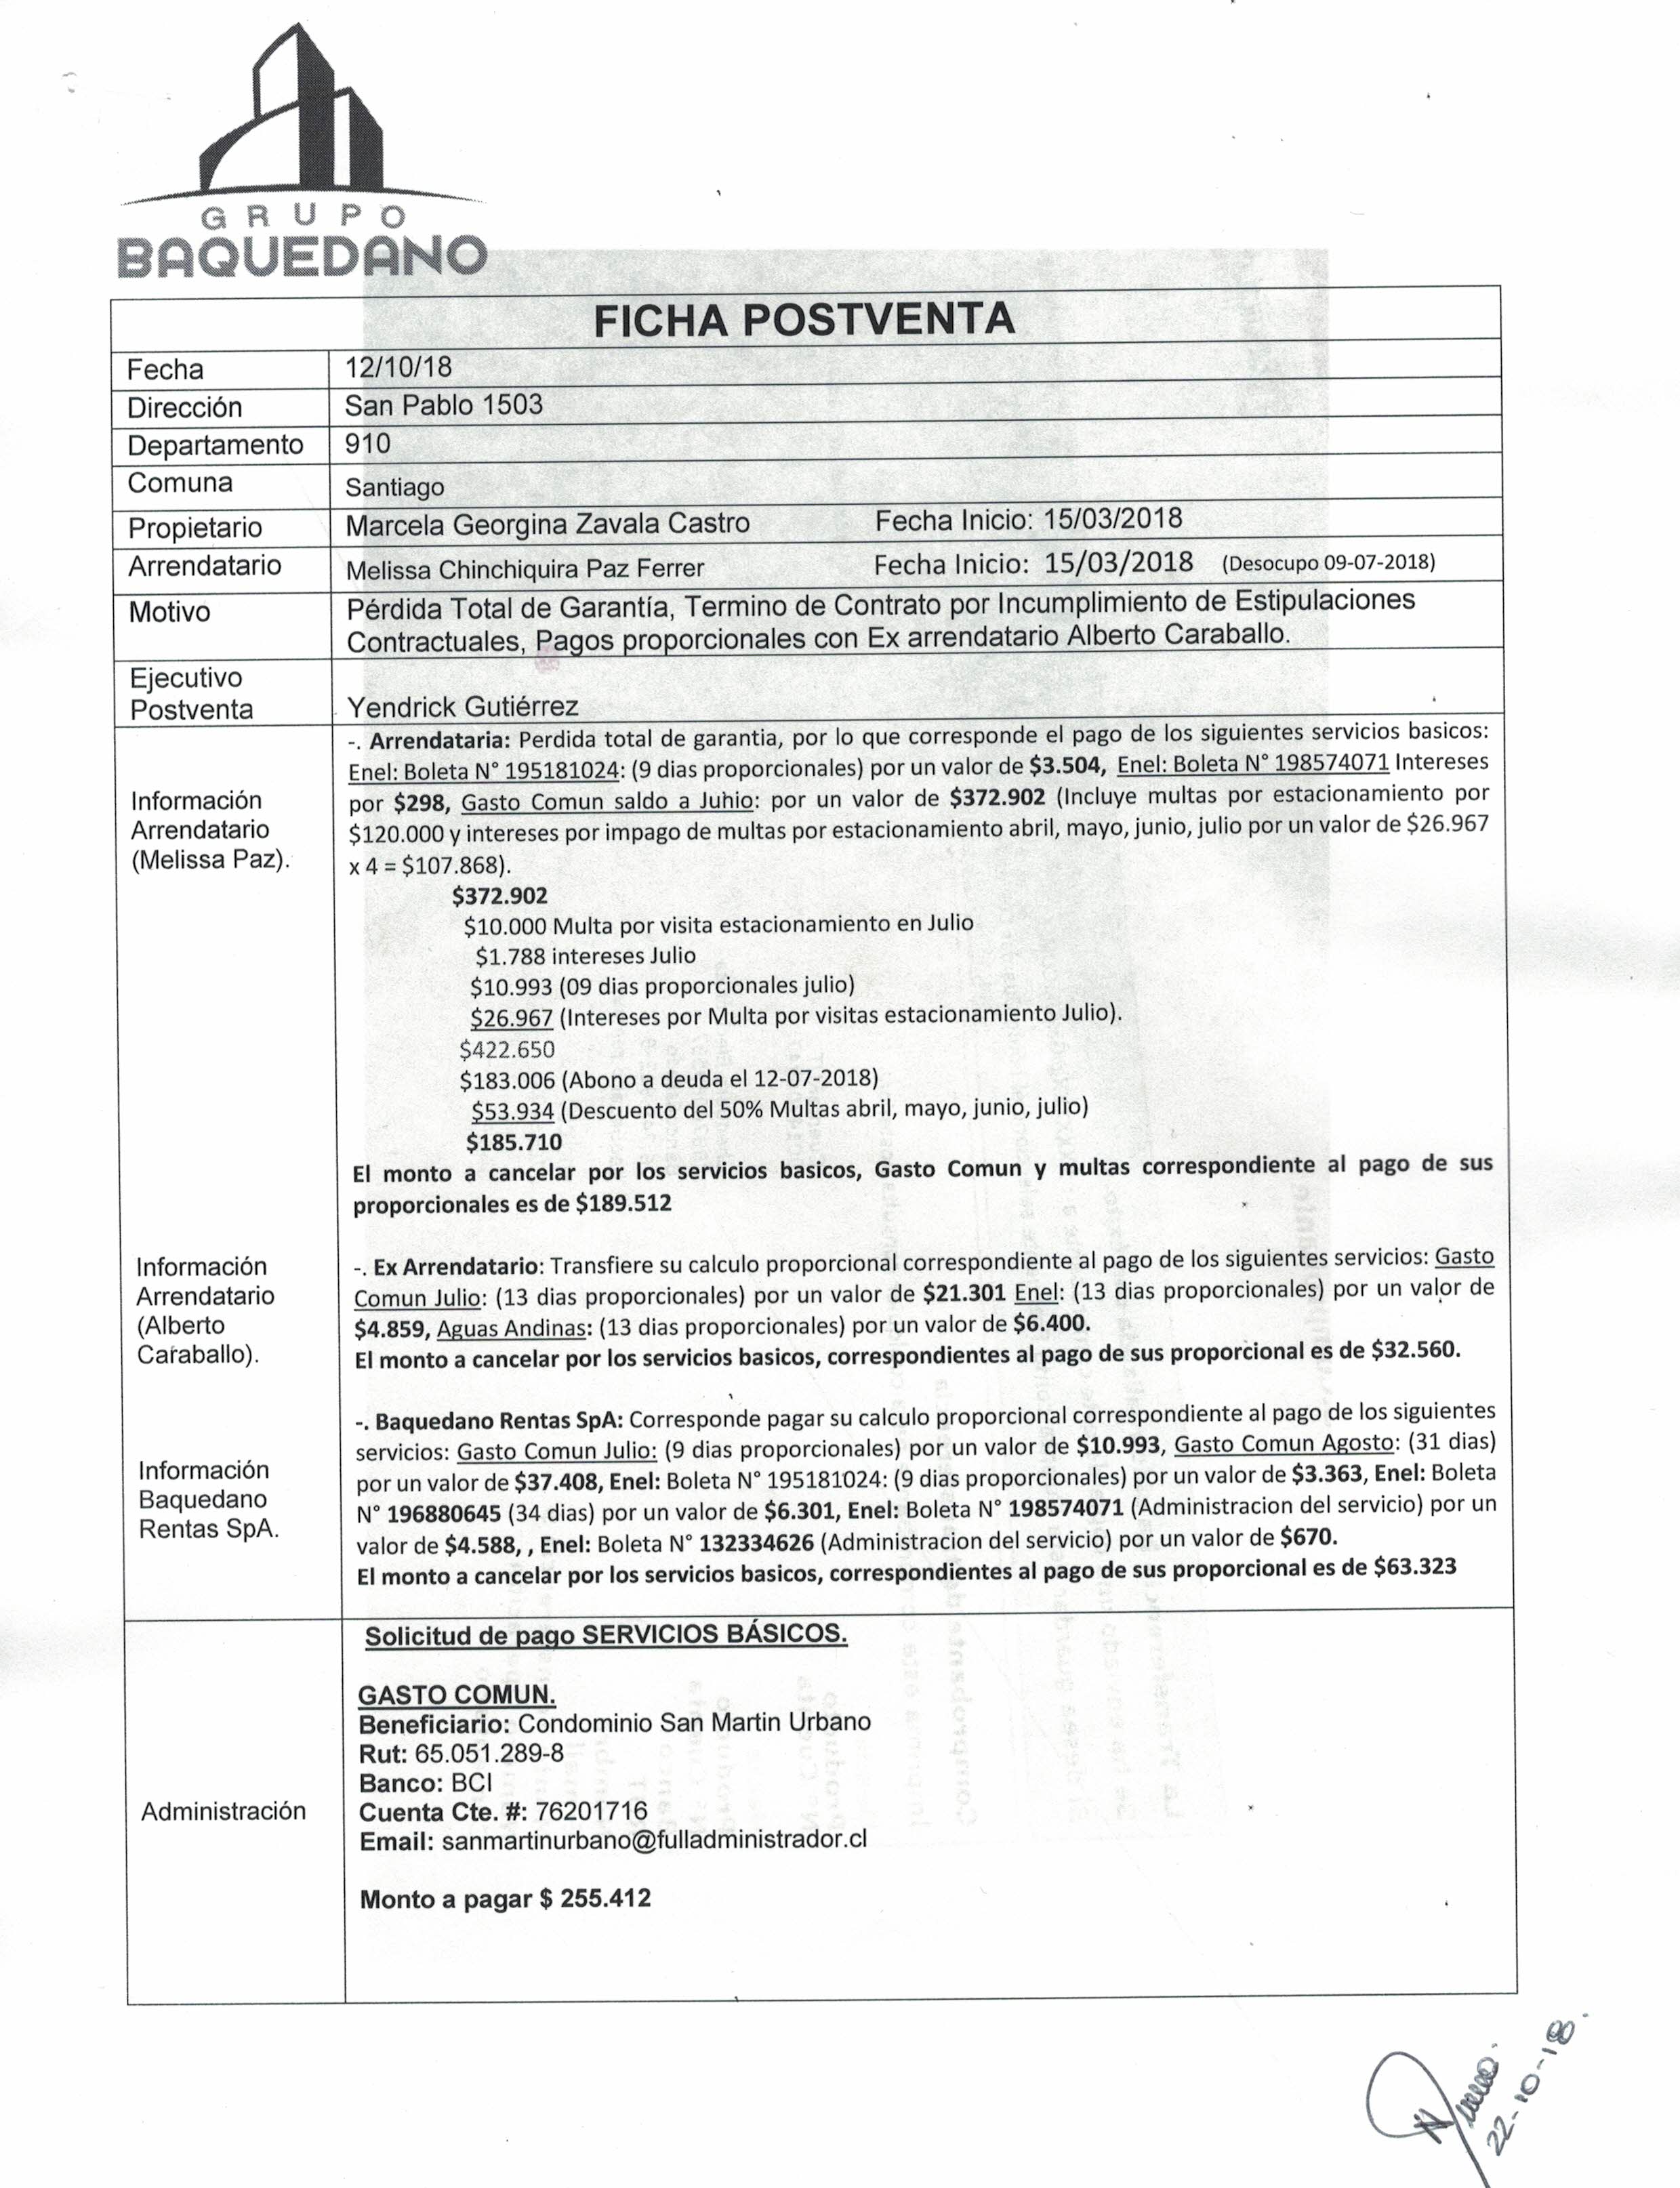 GRUPO
BAQUEDANO
FICHA POSTVENTA
Fecha 12/10/18
Dirección San Pablo 1503
Departamento 910
Comuna Santiago
Propietario Marcela Georgina Zavala Castro Fecha Inicio: 15/03/2018
Arrendatario Melissa Chinchiquira Paz Ferrer Fecha Inicio: 15/03/2018 (Desocupo 09-07-2018)
Motivo Pérdida Total de Garantía, Termino de Contrato por Incumplimiento de Estipulaciones
Contractuales, Pagos proporcionales con Ex arrendatario Alberto Caraballo.
Ejecutivo
Postventa Yendrick Gutiérrez
Información
Arrendatario
(Melissa Paz).
-. Arrendataria: Perdida total de garantia, por lo que corresponde el pago de los siguientes servicios basicos:
Enel: Boleta N° 195181024: (9 dias proporcionales) por un valor de $3.504, Enel: Boleta N° 198574071 Intereses
por $298, Gasto Comun saldo a Juhio: por un valor de $372.902 (Incluye multas por estacionamiento por
$120.000 y intereses por impago de multas por estacionamiento abril, mayo, junio, julio por un valor de $26.967
x 4 = $107.868).
$372.902
$10.000 Multa por visita estacionamiento en Julio
$1.788 intereses Julio
$10.993 (09 dias proporcionales julio)
$26.967 (Intereses por Multa por visitas estacionamiento Julio).
$422.650
$183.006 (Abono a deuda el 12-07-2018)
$53.934 (Descuento del 50% Multas abril, mayo, junio, julio)
$185.710
El monto a cancelar por los servicios basicos, Gasto Comun y multas correspondiente al pago de sus
proporcionales es de $189.512
Información
Arrendatario
(Alberto
Caraballo).
-. Ex Arrendatario: Transfiere su calculo proporcional correspondiente al pago de los siguientes servicios: Gasto
Comun Julio: (13 dias proporcionales) por un valor de $21.301 Enel: (13 dias proporcionales) por un valor de
$4.859, Aguas Andinas: (13 dias proporcionales) por un valor de $6.400.
El monto a cancelar por los servicios basicos, correspondientes al pago de sus proporcional es de $32.560.
Información
Baquedano
Rentas SpA.
-. Baquedano Rentas SpA: Corresponde pagar su calculo proporcional correspondiente al pago de los siguientes
servicios: Gasto Comun Julio: (9 dias proporcionales) por un valor de $10.993, Gasto Comun Agosto: (31 dias)
por un valor de $37.408, Enel: Boleta N° 195181024: (9 dias proporcionales) por un valor de $3.363, Enel: Boleta
N° 196880645 (34 dias) por un valor de $6.301, Enel: Boleta N° 198574071 (Administracion del servicio) por un
valor de $4.588, , Enel: Boleta N° 132334626 (Administracion del servicio) por un valor de $670.
El monto a cancelar por los servicios basicos, correspondientes al pago de sus proporcional es de $63.323
Administración
Solicitud de pago SERVICIOS BÁSICOS.
GASTO COMUN.
Beneficiario: Condominio San Martin Urbano
Rut: 65.051.289-8
Banco: BCI
Cuenta Cte. #: 76201716
Email: sanmartinurbano@fulladministrador.cl
Monto a pagar $ 255.412
22-10-18.